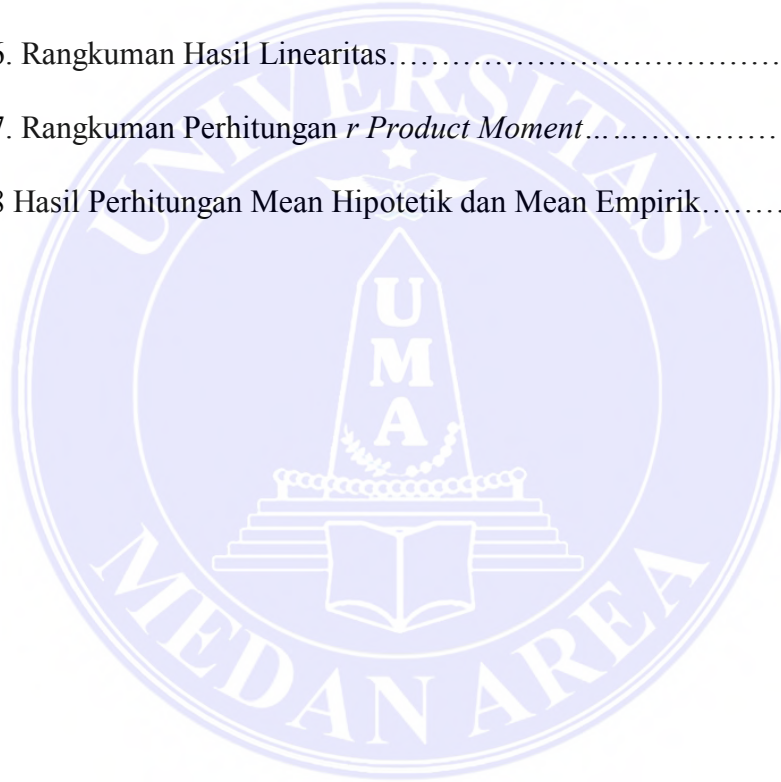 6. Rangkuman Hasil Linearitas……………………………….
7. Rangkuman Perhitungan r Product Moment…...……………
8 Hasil Perhitungan Mean Hipotetik dan Mean Empirik………
UNIVERSITAS
U
M
A
MEDAN AREA